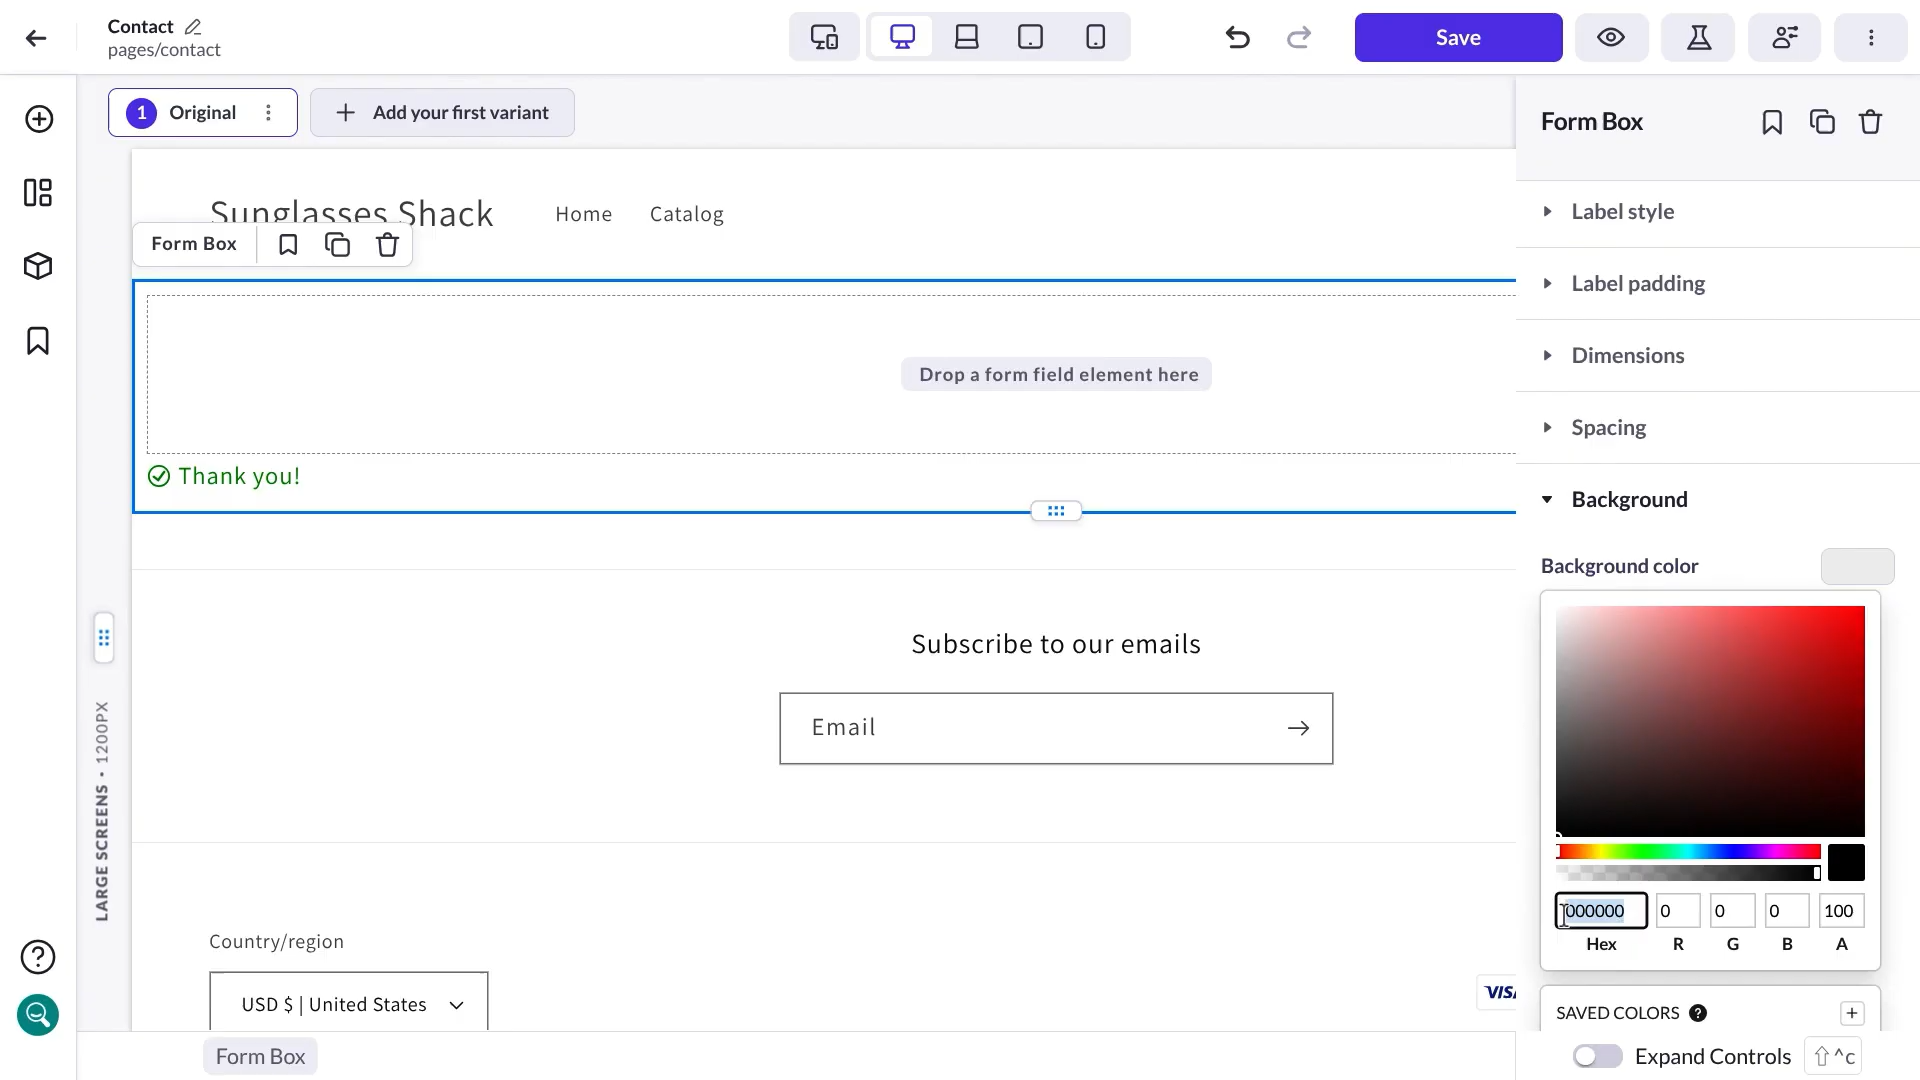 Contact
pages/contact
Save
1 Original
Add your first variant
Form Box
Sunglasses Shack
Home
Catalog
Form Box
Label style
Label padding
Dimensions
Spacing
Background
Background color
Drop a form field element here
Thank you!
Subscribe to our emails
Email
LARGE SCREENS • 1200PX
000000
0
0
0
100
Hex
R
G
B
A
Country/region
USD $ | United States
VISA
SAVED COLORS ?
Form Box
Expand Controls
⇧ ^c